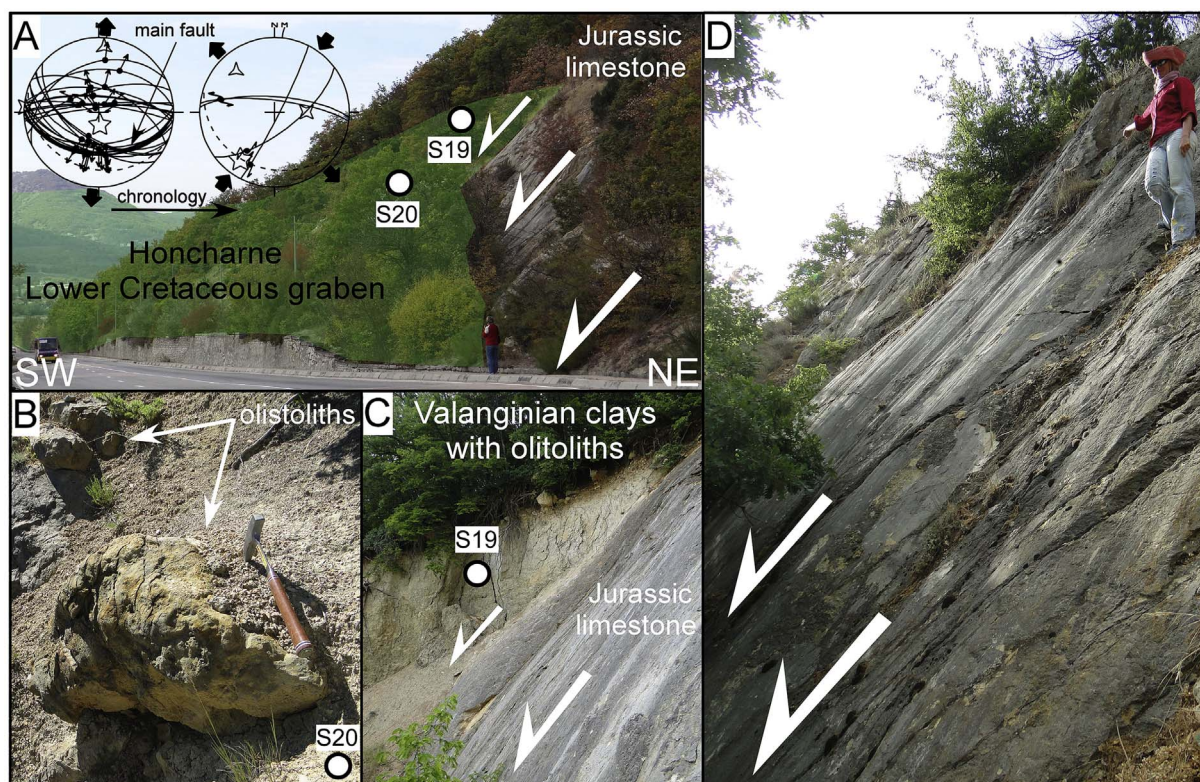 A
main fault
N M
Jurassic
limestone
S19
S20
chronology
Honcharne
Lower Cretaceous graben
SW
NE
B
olistoliths
S20
C
Valanginian clays
with olitoliths
S19
Jurassic
limestone
D